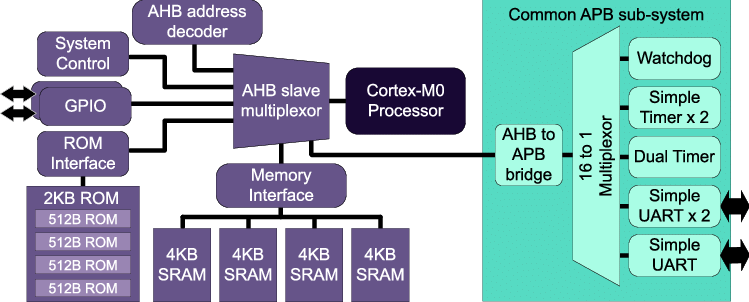 AHB address
decoder
System
Control
GPIO
ROM
Interface
2KB ROM
512B ROM
512B ROM
512B ROM
512B ROM
AHB slave
multiplexor
Cortex-M0
Processor
Memory
Interface
4KB
SRAM
4KB
SRAM
4KB
SRAM
4KB
SRAM
Common APB sub-system
AHB to
APB
bridge
16 to 1
Multiplexor
Watchdog
Simple
Timer x 2
Dual Timer
Simple
UART x 2
Simple
UART